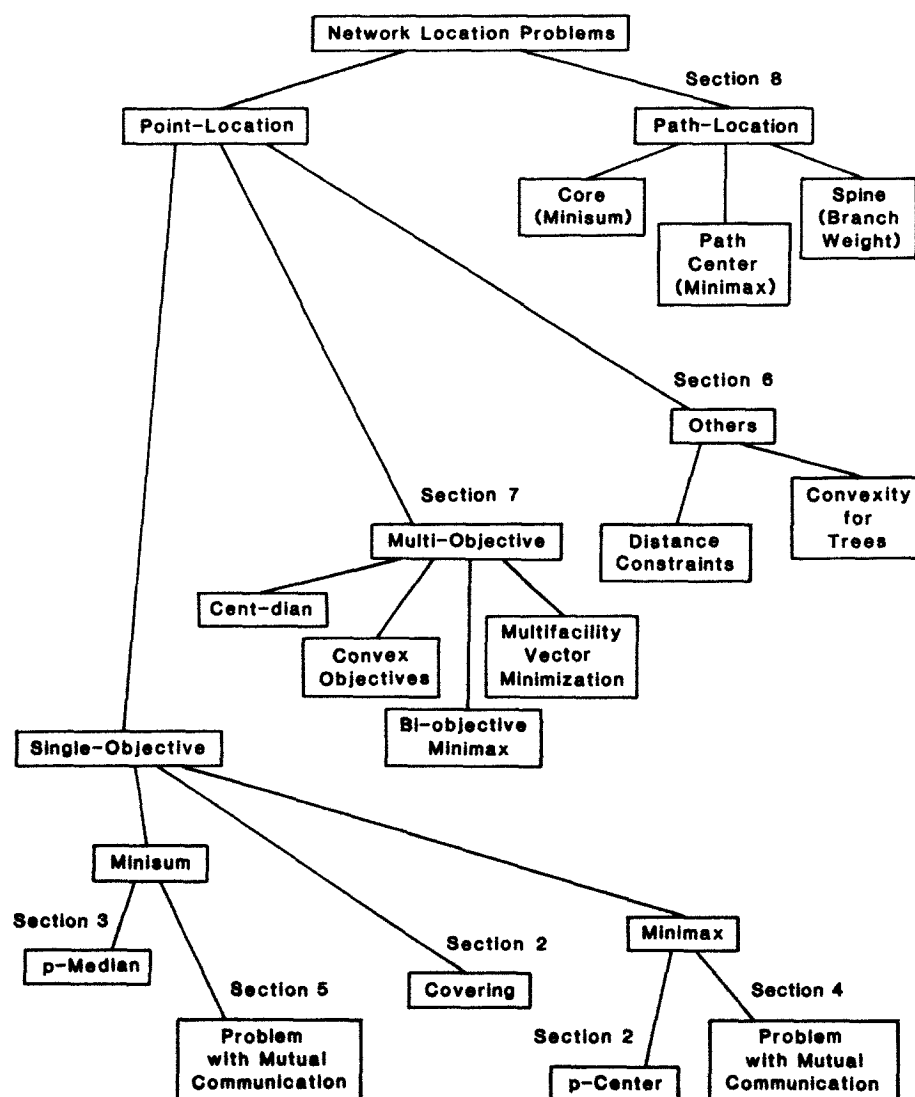 Network Location Problems
Section 8
Point-Location
Path-Location
Core
(Minisum)
Path
Center
(Minimax)
Spine
(Branch
Weight)
Section 6
Others
Distance
Constraints
Convexity
for
Trees
Section 7
Multi-Objective
Cent-dian
Convex
Objectives
Bi-objective
Minimax
Multifacility
Vector
Minimization
Single-Objective
Minisum
Section 3
p-Median
Section 5
Problem
with Mutual
Communication
Section 2
Covering
Minimax
Section 2
p-Center
Section 4
Problem
with Mutual
Communication